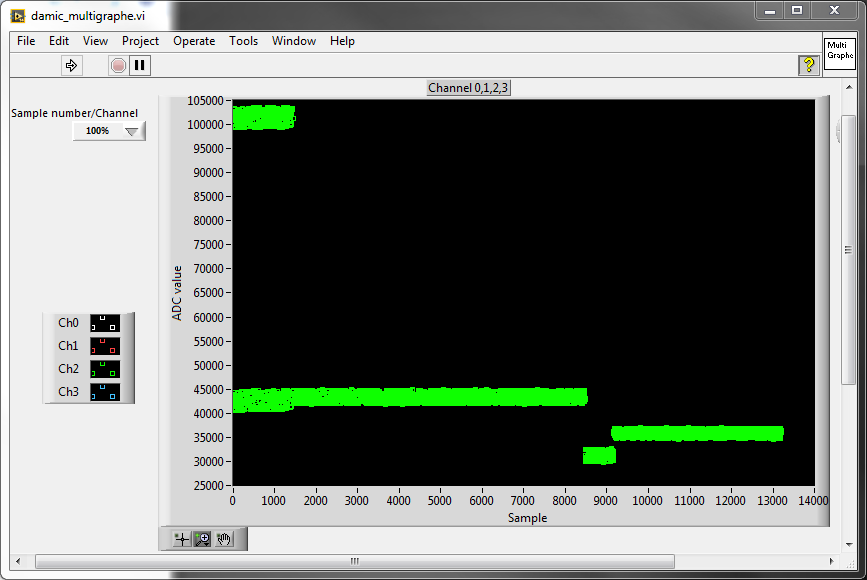 damic_multigraphe.vi
File Edit View Project Operate Tools Window Help
Multi
Graphe
?
Channel 0,1,2,3
Sample number/Channel
100%
105000
100000
95000
90000
85000
80000
75000
70000
65000
60000
55000
50000
45000
40000
35000
30000
25000
ADC value
Ch0
Ch1
Ch2
Ch3
0 1000 2000 3000 4000 5000 6000 7000 8000 9000 10000 11000 12000 13000 14000
Sample